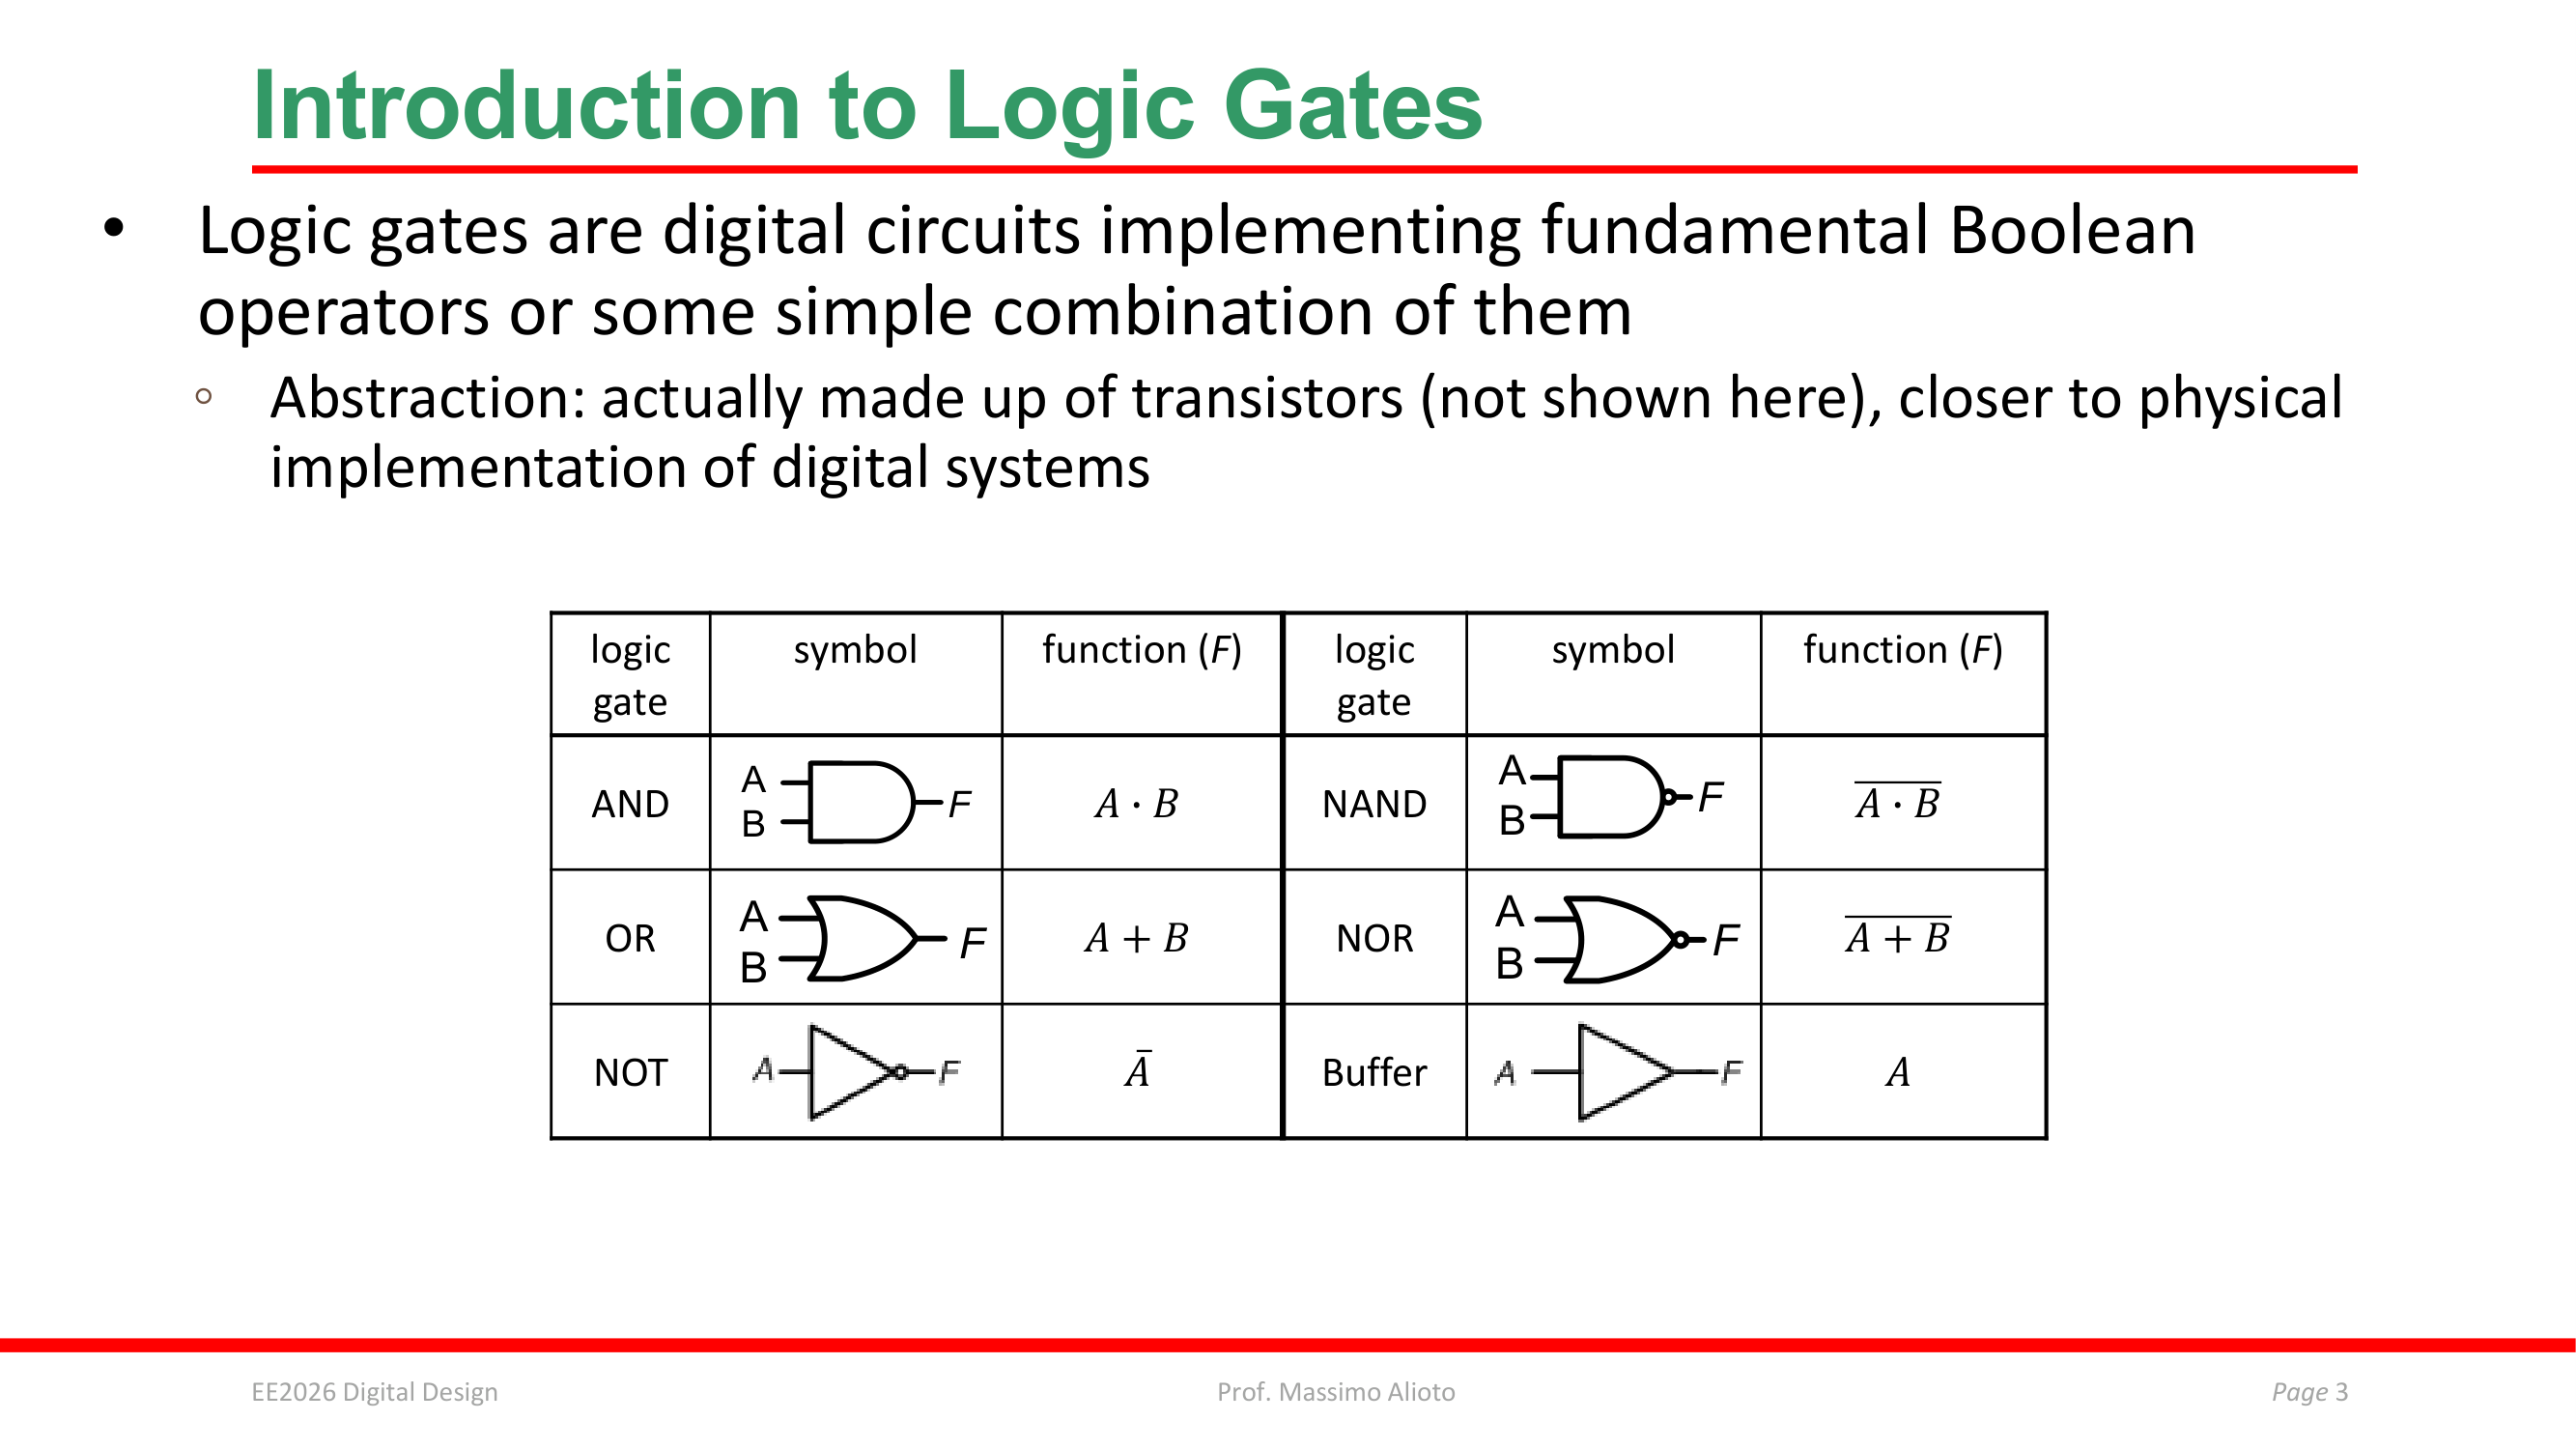 Introduction to Logic Gates
• Logic gates are digital circuits implementing fundamental Boolean
operators or some simple combination of them
◦ Abstraction: actually made up of transistors (not shown here), closer to physical
implementation of digital systems
logic gate symbol function (F) logic gate symbol function (F)
AND A B F A · B NAND A B F \overline{A · B}
OR A B F A + B NOR A B F \overline{A + B}
NOT A F \overline{A} Buffer A F A
EE2026 Digital Design Prof. Massimo Alioto Page 3